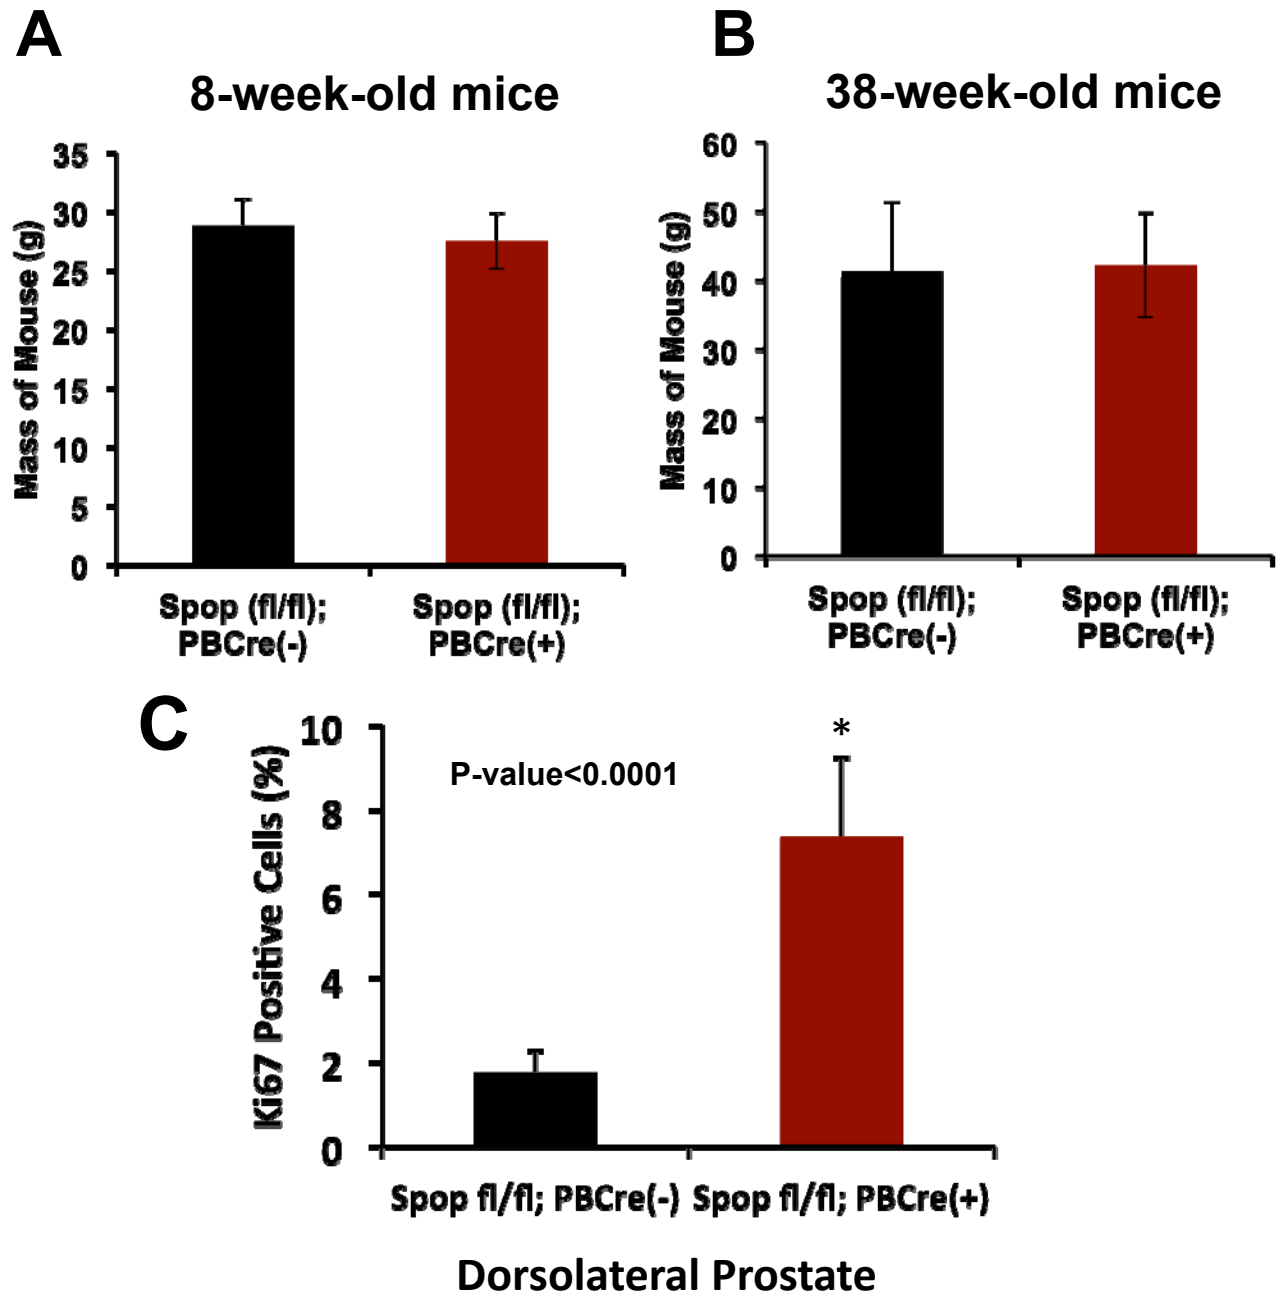 A
8-week-old mice
35
30
25
20
15
10
5
0
Mass of Mouse (g)
Spop (fl/fl);
PBCre(-)
Spop (fl/fl);
PBCre(+)
B
38-week-old mice
60
50
40
30
20
10
0
Mass of Mouse (g)
Spop (fl/fl);
PBCre(-)
Spop (fl/fl);
PBCre(+)
C
10
8
6
4
2
0
Ki67 Positive Cells (%)
P-value<0.0001
*
Spop fl/fl; PBCre(-) Spop fl/fl; PBCre(+)
Dorsolateral Prostate